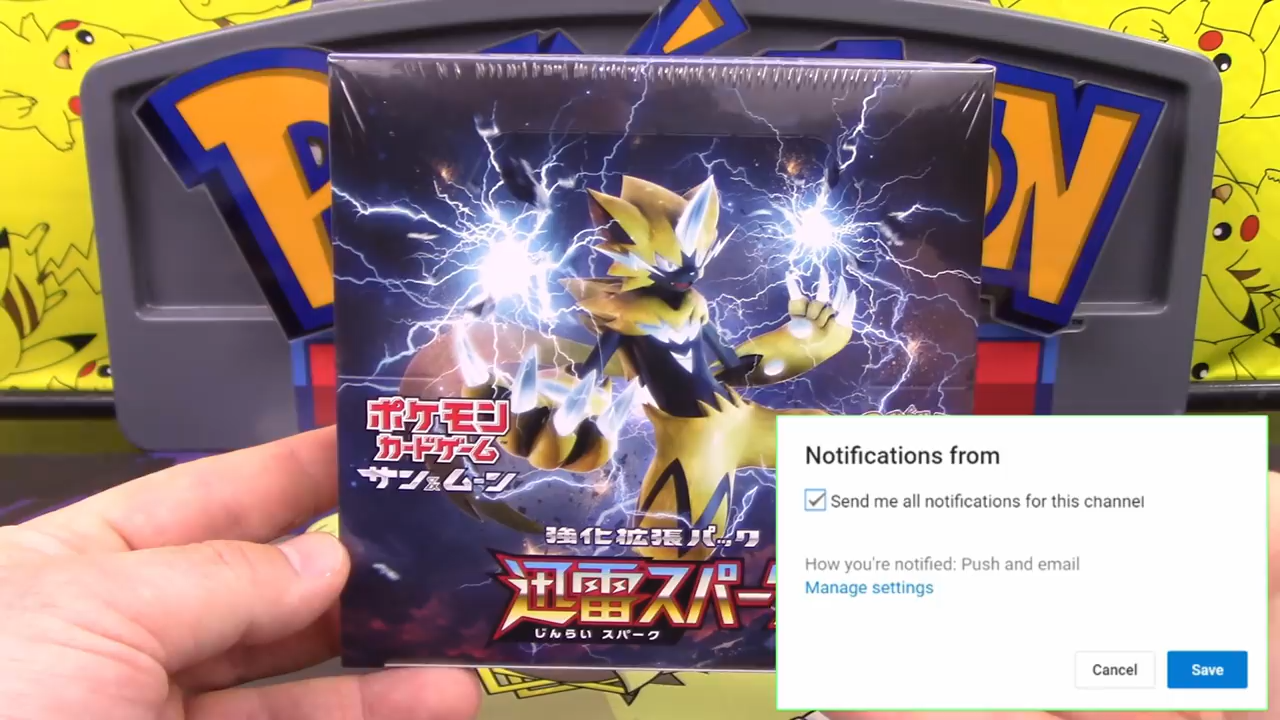 ポケモン
カードゲーム
サン&ムーン
強化拡張パック
迅雷スパー
じんらい スパーク
Notifications from
Send me all notifications for this channel
How you're notified: Push and email
Manage settings
Cancel
Save